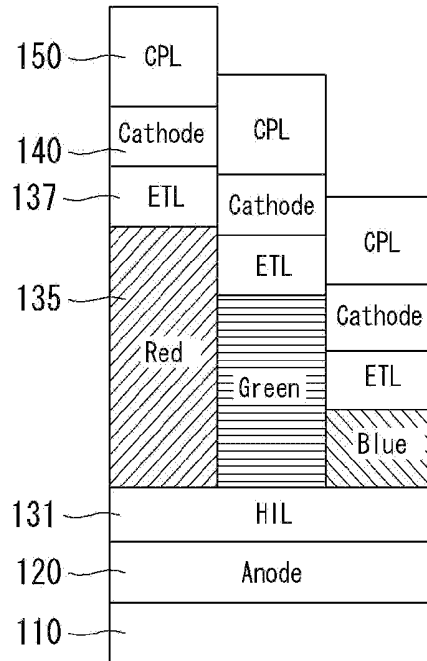 150
CPL
CPL
140
Cathode
137
ETL
Cathode
CPL
135
ETL
Cathode
Red
Green
ETL
Blue
131
HIL
120
Anode
110